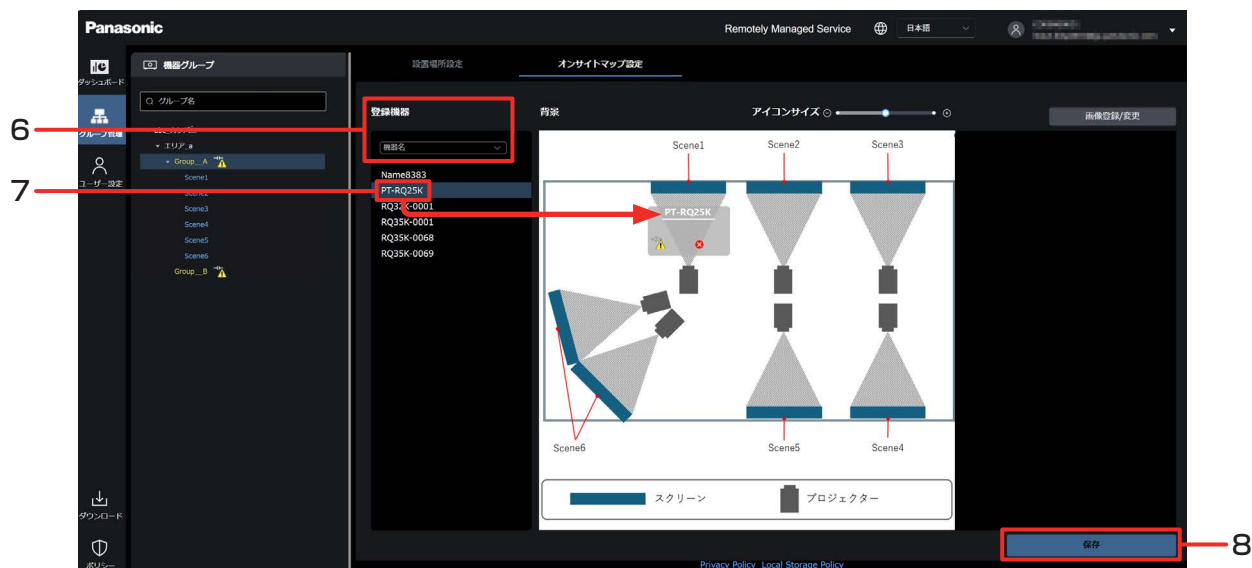 Panasonic
Remotely Managed Service
日本語
ダッシュボード
グループ管理
ユーザー設定
ダウンロード
ポリシー
機器グループ
グループ名
エリア_a
Group__A
Scene1
Scene3
Scene4
Scene5
Scene6
Group__B
設置場所設定
オンサイトマップ設定
6
登録機器
機器名
7
Name8383
PT-RQ25K
RQ32K-0001
RQ35K-0001
RQ35K-0068
RQ35K-0069
背景
アイコンサイズ
画像登録/変更
Scene1
Scene2
Scene3
PT-RQ25K
Scene6
Scene5
Scene4
スクリーン
プロジェクター
保存
8
Privacy Policy
Local Storage Policy